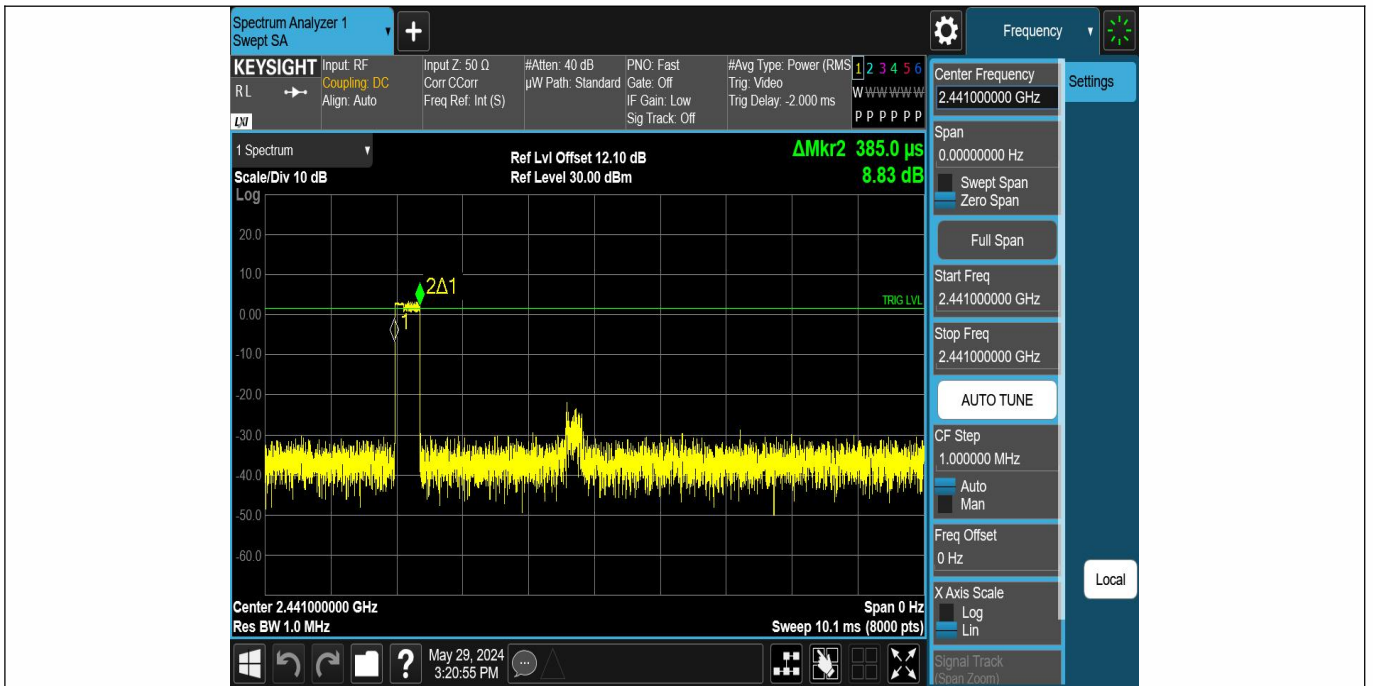 Spectrum Analyzer 1
Swept SA
Frequency
KEYSIGHT
RL
LXI
Input: RF
Coupling: DC
Align: Auto
Input Z: 50 Ω
Corr CCorr
Freq Ref: Int (S)
#Atten: 40 dB
µW Path: Standard
PNO: Fast
Gate: Off
IF Gain: Low
Sig Track: Off
#Avg Type: Power (RMS
Trig: Video
Trig Delay: -2.000 ms
1 2 3 4 5 6
W W W W W W
P P P P P P
1 Spectrum
Scale/Div 10 dB
Log
Ref Lvl Offset 12.10 dB
Ref Level 30.00 dBm
ΔMkr2 385.0 µs
8.83 dB
20.0
10.0
0.00
-10.0
-20.0
-30.0
-40.0
-50.0
-60.0
2Δ1
1
TRIG LVL
Center 2.441000000 GHz
Res BW 1.0 MHz
Span 0 Hz
Sweep 10.1 ms (8000 pts)
May 29, 2024
3:20:55 PM
Center Frequency
2.441000000 GHz
Settings
Span
0.00000000 Hz
Swept Span
Zero Span
Full Span
Start Freq
2.441000000 GHz
Stop Freq
2.441000000 GHz
AUTO TUNE
CF Step
1.000000 MHz
Auto
Man
Freq Offset
0 Hz
Local
X Axis Scale
Log
Lin
Signal Track
(Span Zoom)